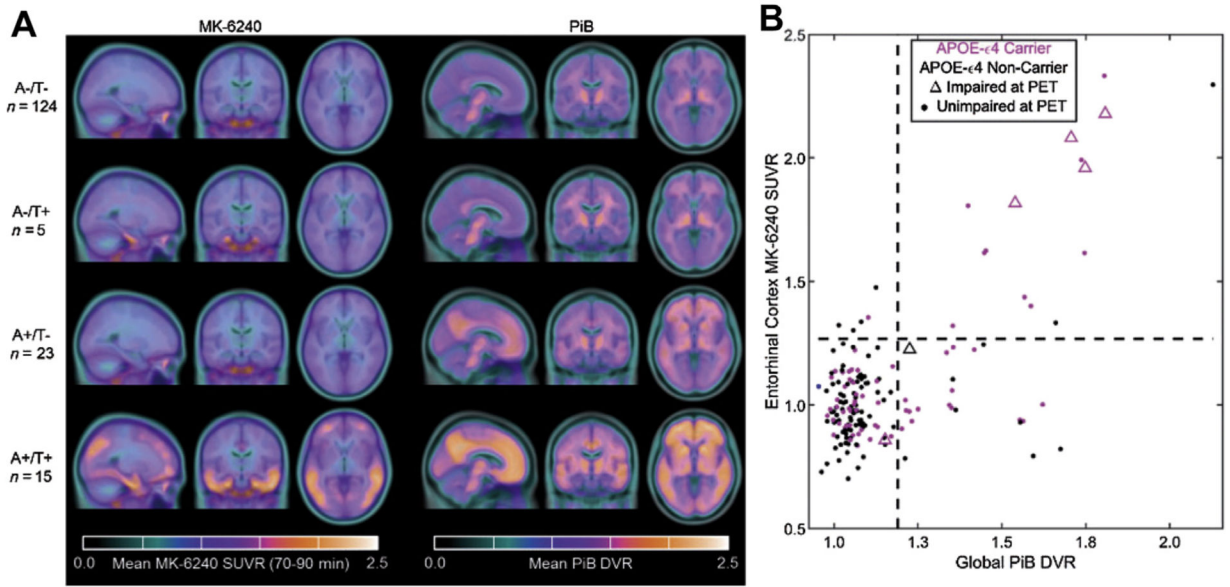 A
MK-6240
PiB
A-/T-
n = 124
A-/T+
n = 5
A+/T-
n = 23
A+/T+
n = 15
0.0 Mean MK-6240 SUVR (70-90 min) 2.5
0.0 Mean PiB DVR 2.5
B
APOE-ϵ4 Carrier
APOE-ϵ4 Non-Carrier
Impaired at PET
Unimpaired at PET
Entorhinal Cortex MK-6240 SUVR
2.5
2.0
1.5
1.0
0.5
1.0 1.3 1.5 1.8 2.0
Global PiB DVR